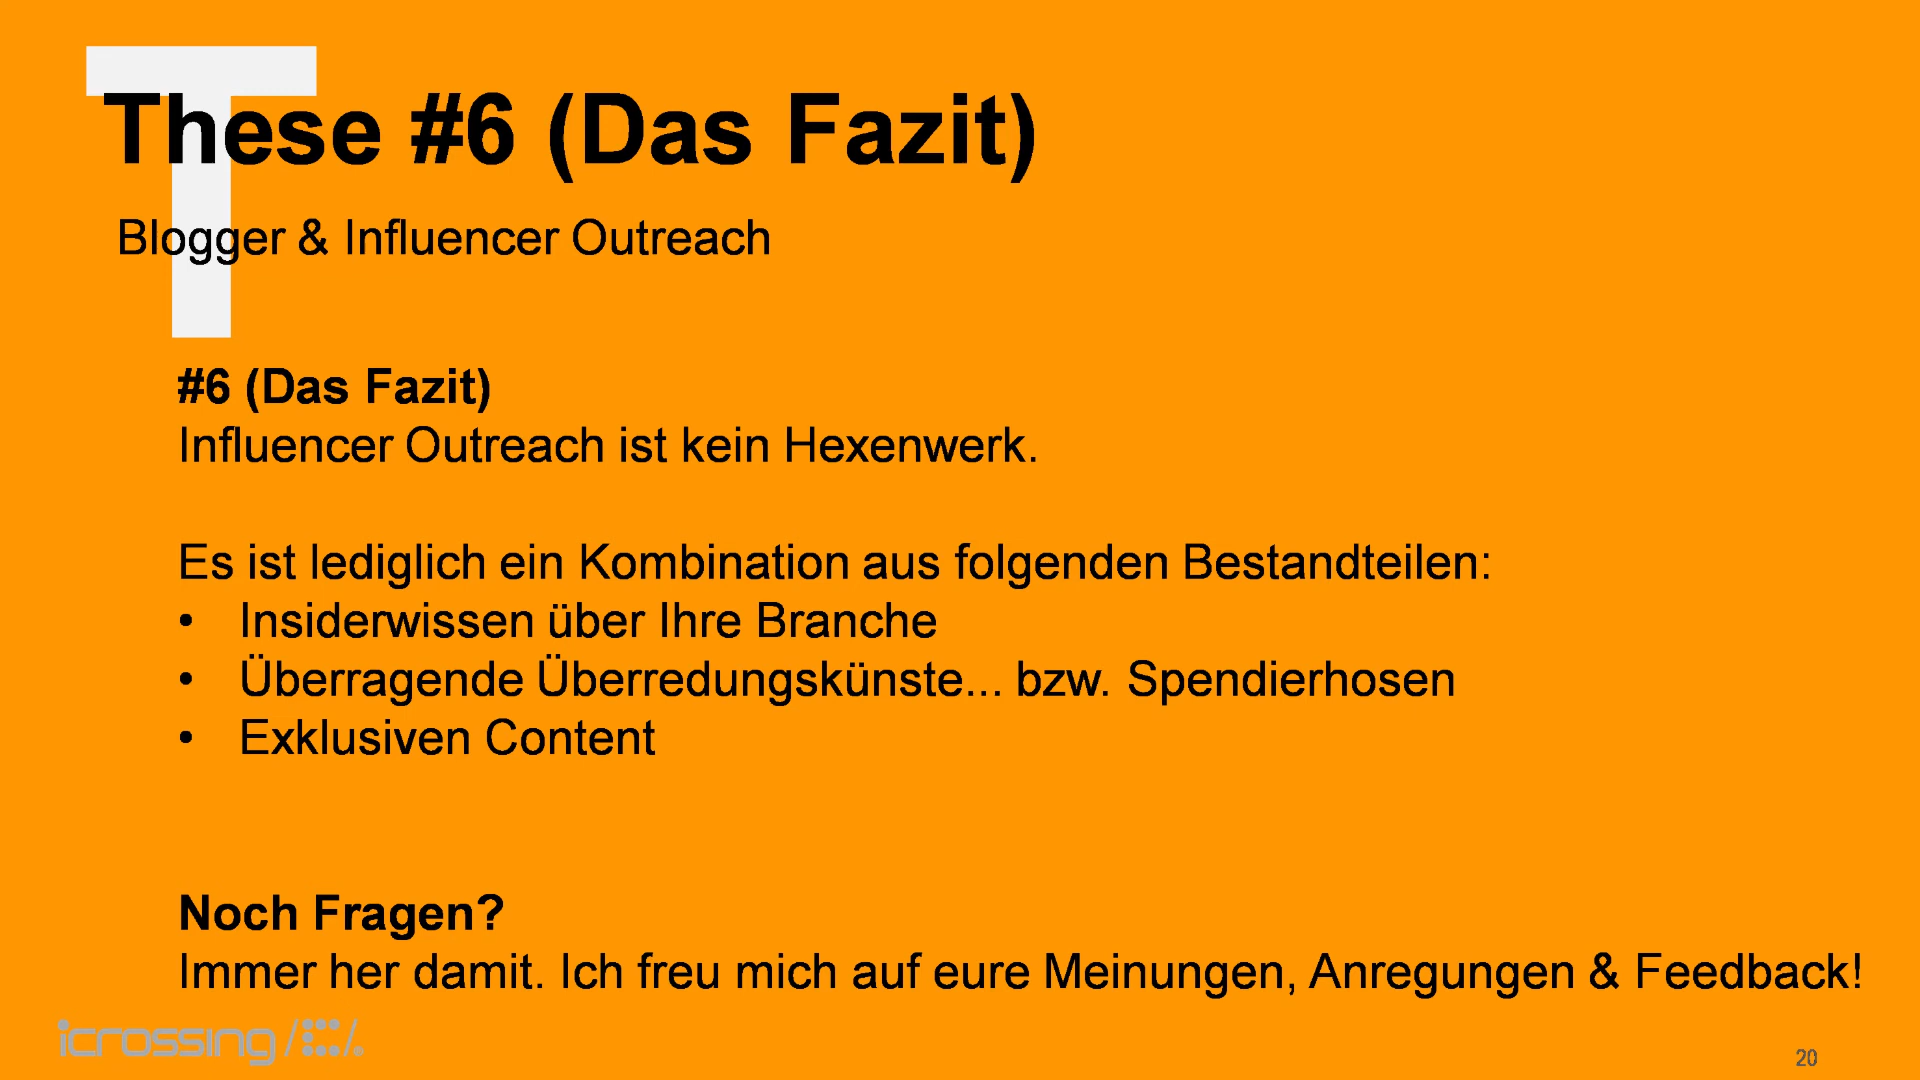 T
These #6 (Das Fazit)
Blogger & Influencer Outreach
#6 (Das Fazit)
Influencer Outreach ist kein Hexenwerk.
Es ist lediglich ein Kombination aus folgenden Bestandteilen:
• Insiderwissen über Ihre Branche
• Überragende Überredungskünste... bzw. Spendierhosen
• Exklusiven Content
Noch Fragen?
Immer her damit. Ich freu mich auf eure Meinungen, Anregungen & Feedback!
icrossing
20